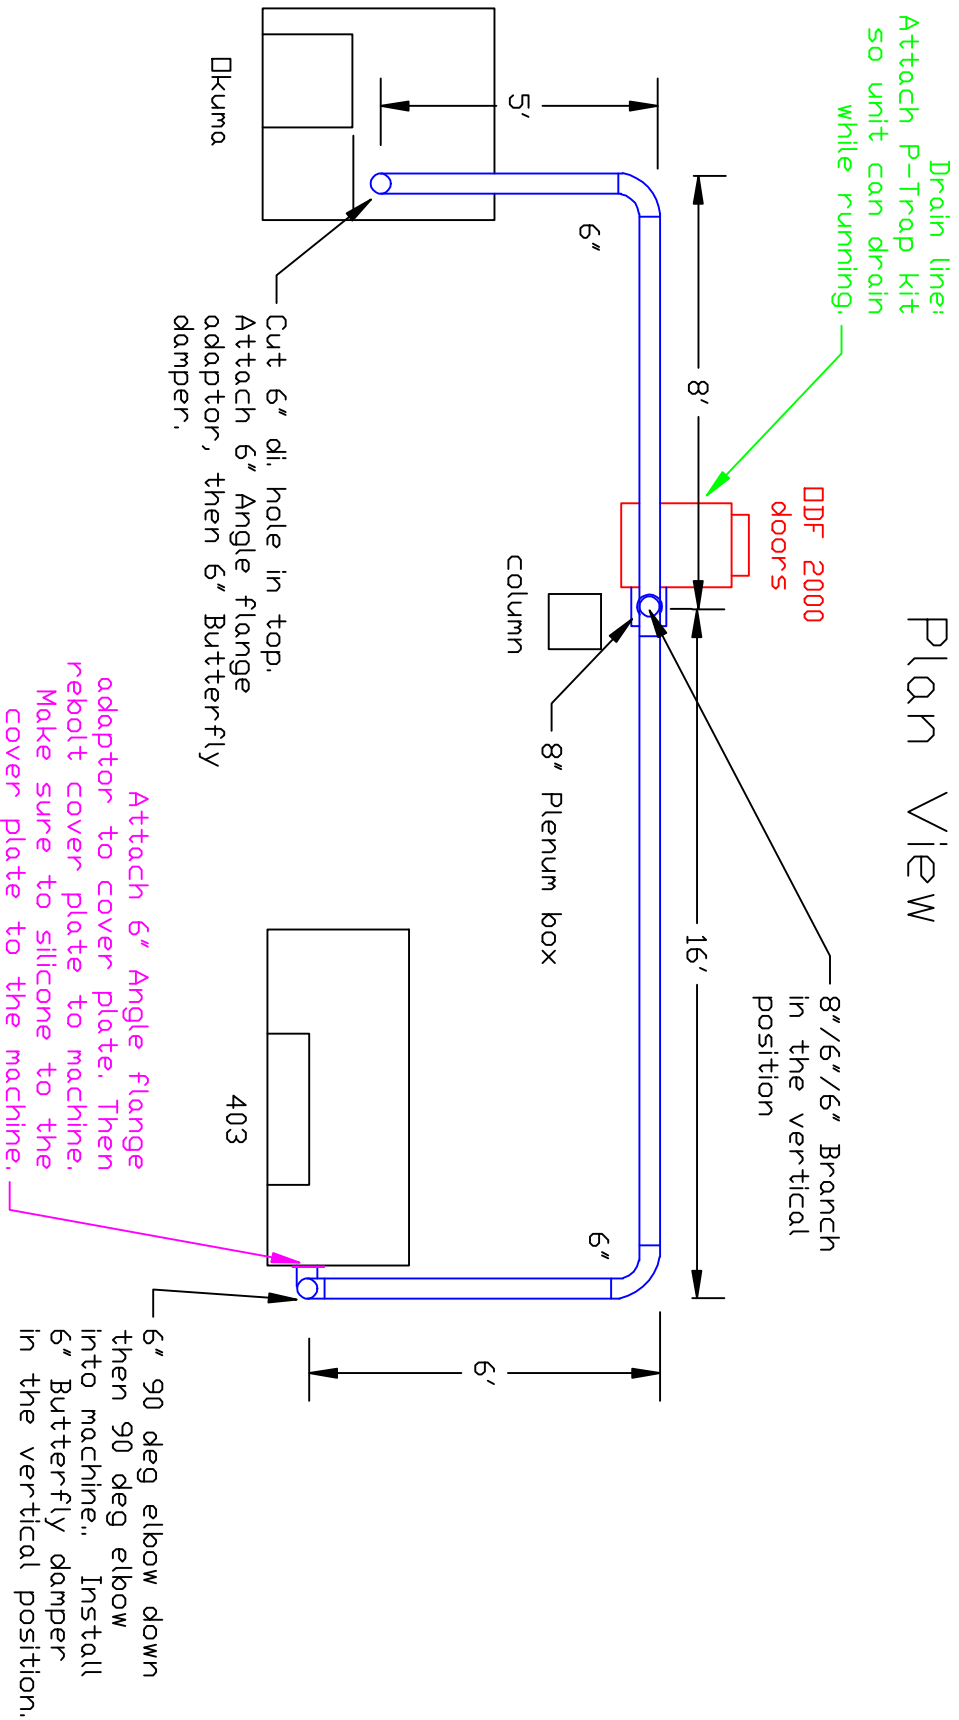 Plan View
Drain line:
Attach P-Trap kit
so unit can drain
while running.
ODF 2000
doors
8"/6"/6" Branch
in the vertical
position
8'
16'
5'
6"
6"
6'
8" Plenum box
column
Okuma
Cut 6" di. hole in top.
Attach 6" Angle flange
adaptor, then 6" Butterfly
damper.
403
Attach 6" Angle flange
adaptor to cover plate. Then
rebolt cover plate to machine.
Make sure to silicone to the
cover plate to the machine.
6" 90 deg elbow down
then 90 deg elbow
into machine.. Install
6" Butterfly damper
in the vertical position.